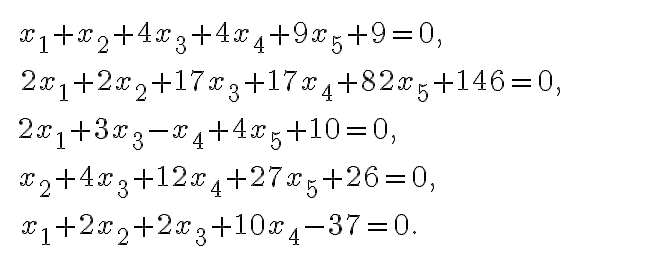 x₁+x₂+4x₃+4x₄+9x₅+9=0,
2x₁+2x₂+17x₃+17x₄+82x₅+146=0,
2x₁+3x₃−x₄+4x₅+10=0,
x₂+4x₃+12x₄+27x₅+26=0,
x₁+2x₂+2x₃+10x₄−37=0.